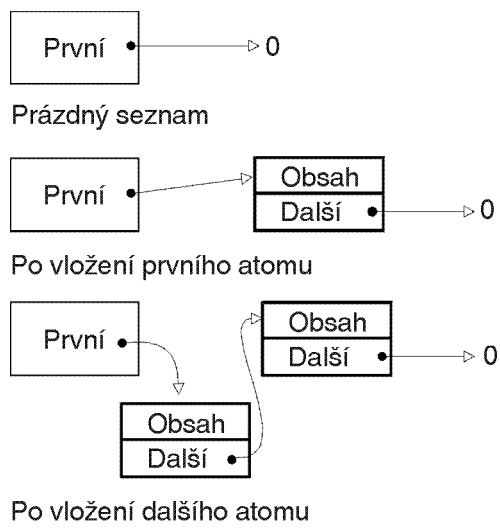 První 0
Prázdný seznam
První
Obsah
Další 0
Po vložení prvního atomu
První
Obsah
Další 0
Obsah
Další
Po vložení dalšího atomu